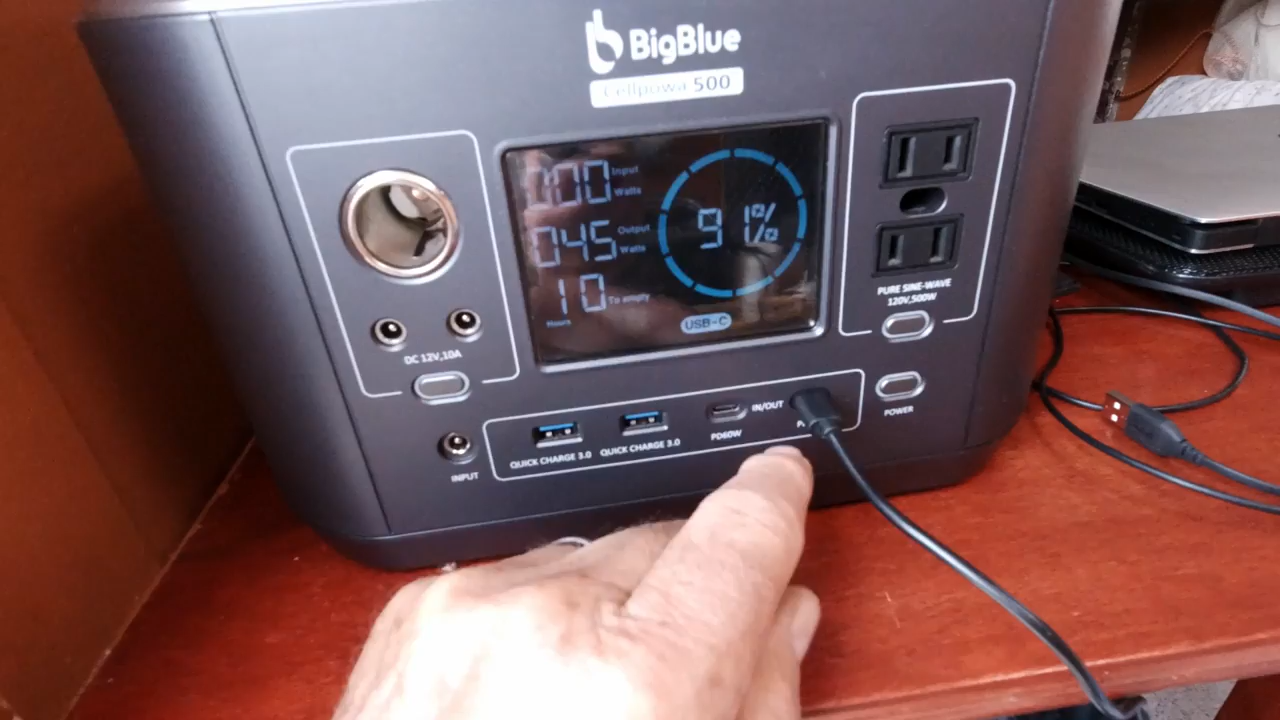 BigBlue
Cellpowa 500
000 Input Watts
045 Output Watts
10 To empty
Hours
91%
USB-C
DC 12V,10A
PURE SINE-WAVE
120V,500W
POWER
INPUT
QUICK CHARGE 3.0
QUICK CHARGE 3.0
PD60W
IN/OUT